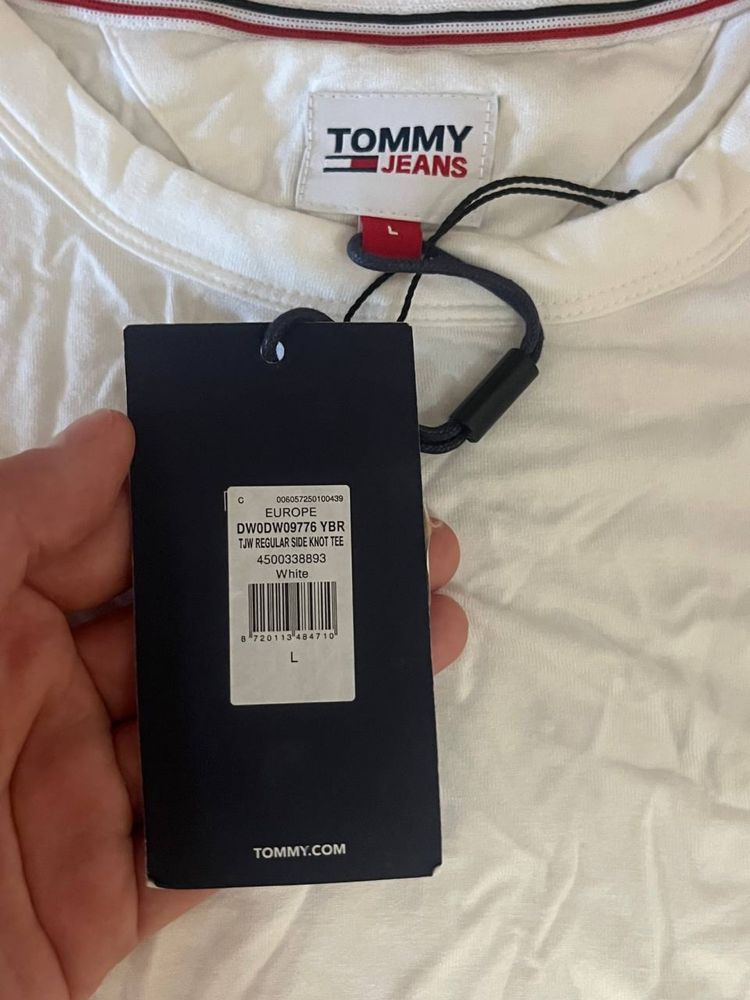 TOMMY
JEANS
L
C 006057250100439
EUROPE
DW0DW09776 YBR
TJW REGULAR SIDE KNOT TEE
4500338893
White
8 720113 484710
L
TOMMY.COM